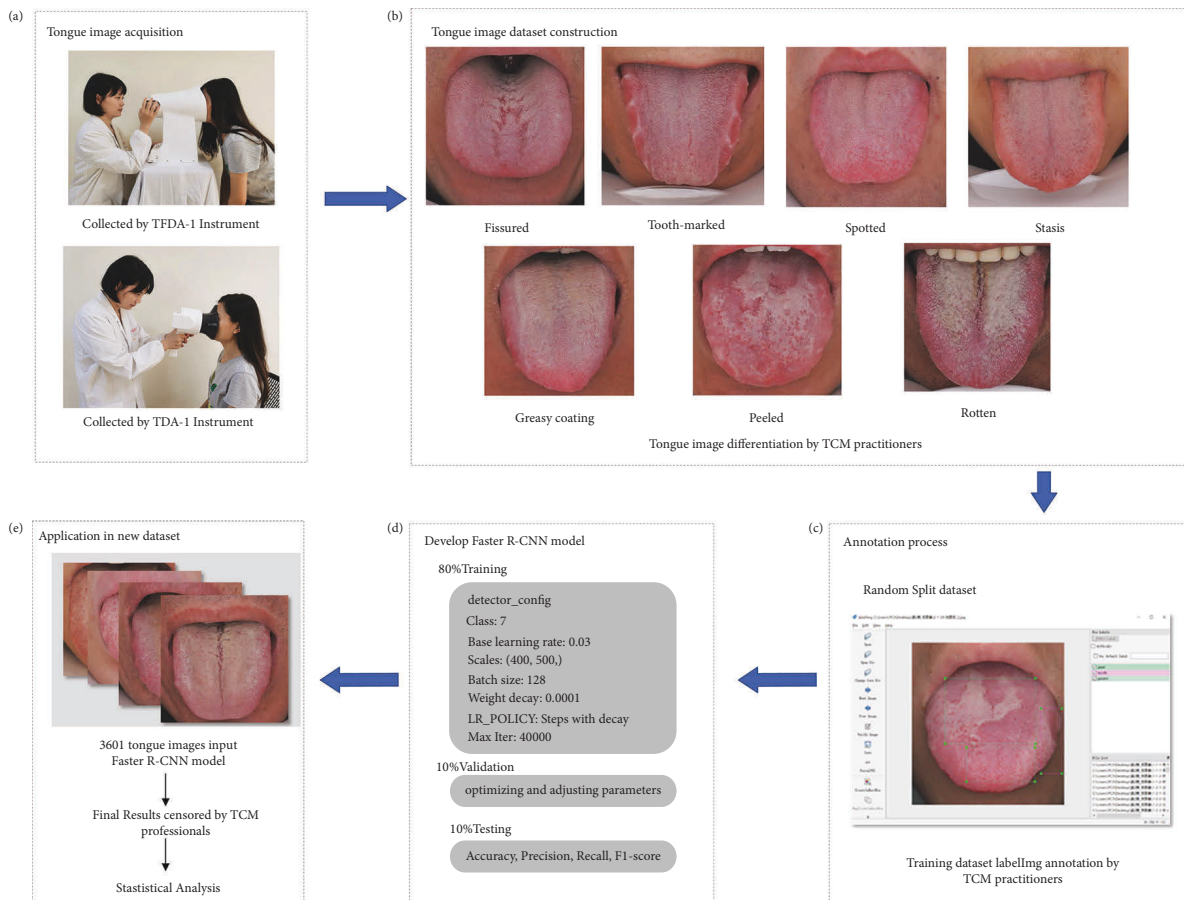 (a)
Tongue image acquisition
Collected by TFDA-1 Instrument
Collected by TDA-1 Instrument
(b)
Tongue image dataset construction
Fissured
Tooth-marked
Spotted
Stasis
Greasy coating
Peeled
Rotten
Tongue image differentiation by TCM practitioners
(c)
Annotation process
Random Split dataset
Training dataset labelImg annotation by
TCM practitioners
(d)
Develop Faster R-CNN model
80%Training
detector_config
Class: 7
Base learning rate: 0.03
Scales: (400, 500,)
Batch size: 128
Weight decay: 0.0001
LR_POLICY: Steps with decay
Max Iter: 40000
10%Validation
optimizing and adjusting parameters
10%Testing
Accuracy, Precision, Recall, F1-score
(e)
Application in new dataset
3601 tongue images input
Faster R-CNN model
Final Results censored by TCM
professionals
Stastistical Analysis